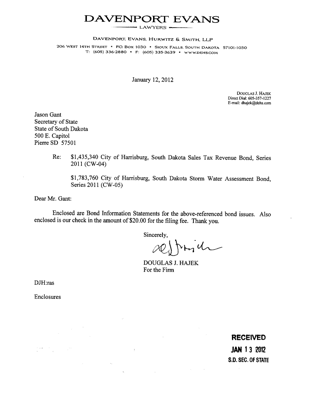 DAVENPORT EVANS
LAWYERS
DAVENPORT, EVANS, HURWITZ & SMITH, LLP
206 WEST 14TH STREET • PO BOX 1030 • SIOUX FALLS SOUTH DAKOTA 57101-1030
T: (605) 336-2880 • F: (605) 335-3639 • WWW.DEHS.COM
January 12, 2012
DOUGLAS J. HAJEK
Direct Dial: 605-357-1227
E-mail: dhajek@dehs.com
Jason Gant
Secretary of State
State of South Dakota
500 E. Capitol
Pierre SD 57501
Re: $1,435,340 City of Harrisburg, South Dakota Sales Tax Revenue Bond, Series
2011 (CW-04)
$1,783,760 City of Harrisburg, South Dakota Storm Water Assessment Bond,
Series 2011 (CW-05)
Dear Mr. Gant:
Enclosed are Bond Information Statements for the above-referenced bond issues. Also
enclosed is our check in the amount of $20.00 for the filing fee. Thank you.
Sincerely,
DOUGLAS J. HAJEK
For the Firm
DJH:ras
Enclosures
RECEIVED
JAN 13 2012
S.D. SEC. OF STATE